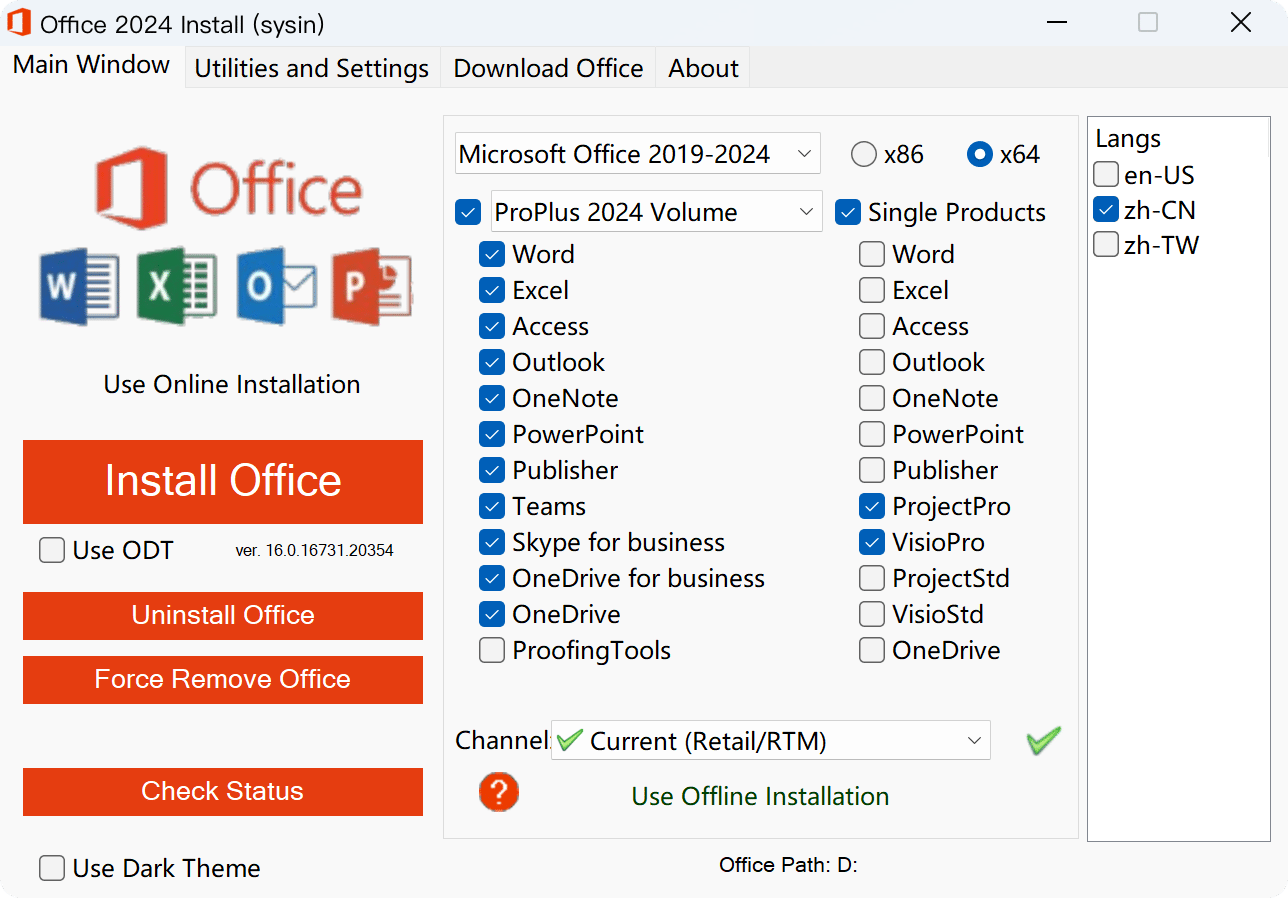 Office 2024 Install (sysin)
Main Window
Utilities and Settings
Download Office
About
Office
W
X
O
P
Use Online Installation
Install Office
Use ODT
ver. 16.0.16731.20354
Uninstall Office
Force Remove Office
Check Status
Use Dark Theme
Microsoft Office 2019-2024
x86
x64
ProPlus 2024 Volume
Word
Excel
Access
Outlook
OneNote
PowerPoint
Publisher
Teams
Skype for business
OneDrive for business
OneDrive
ProofingTools
Single Products
Word
Excel
Access
Outlook
OneNote
PowerPoint
Publisher
ProjectPro
VisioPro
ProjectStd
VisioStd
OneDrive
Channel:
Current (Retail/RTM)
?
Use Offline Installation
Office Path: D:
Langs
en-US
zh-CN
zh-TW